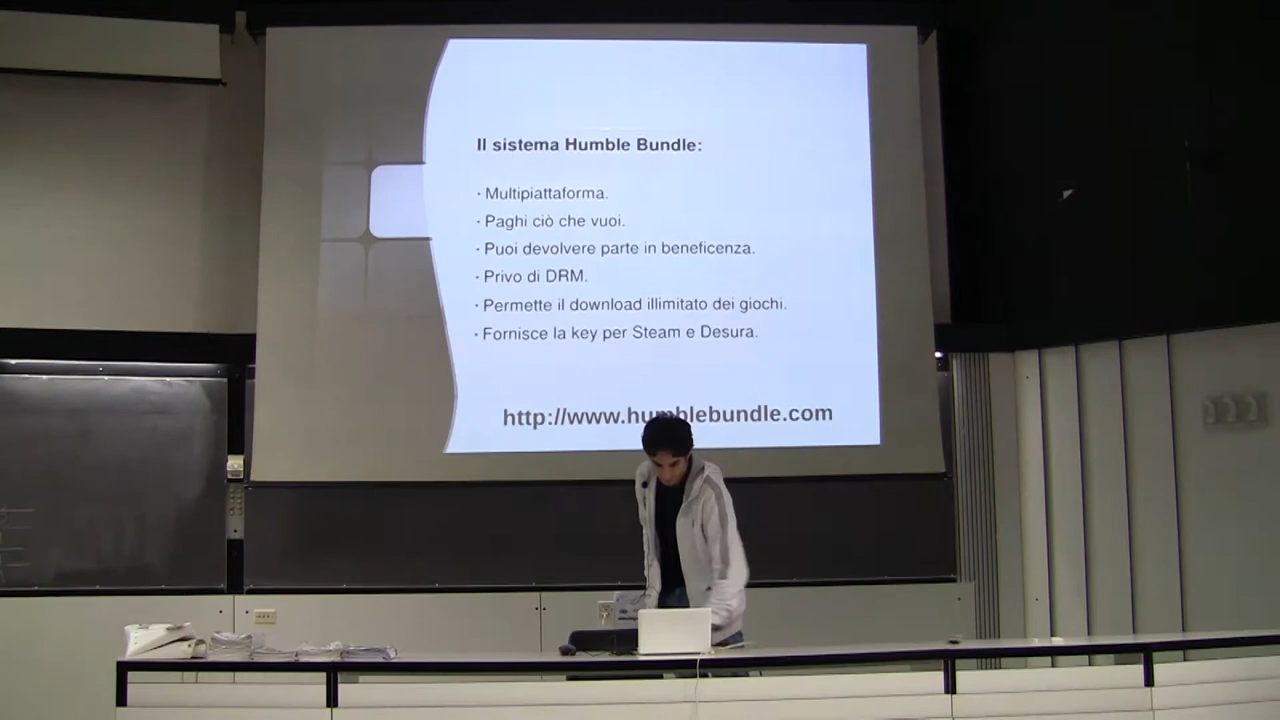 Il sistema Humble Bundle:
· Multipiattaforma.
· Paghi ciò che vuoi.
· Puoi devolvere parte in beneficenza.
· Privo di DRM.
· Permette il download illimitato dei giochi.
· Fornisce la key per Steam e Desura.
http://www.humblebundle.com